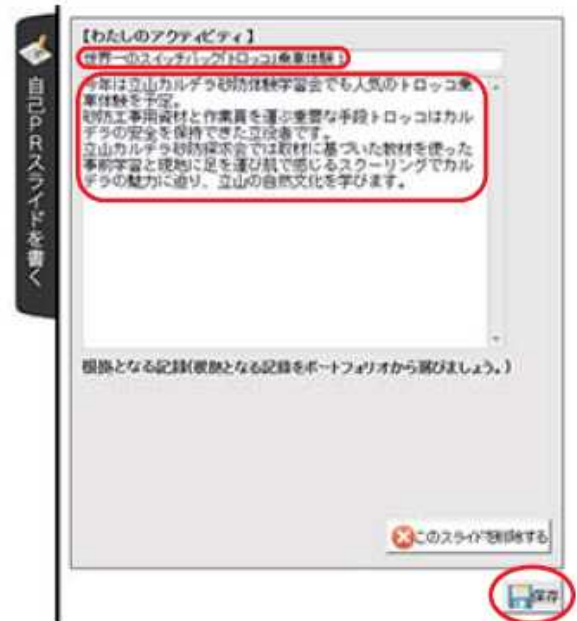 自己PRスライドを書く
【わたしのアクティビティ】
世界一のスイッチバック「トロッコ」乗車体験!
今年は立山カルデラ砂防体験学習会でも人気のトロッコ乗
車体験を予定。
砂防工事用資材と作業員を運ぶ重要な手段トロッコはカル
デラの安全を保持できた立役者です。
立山カルデラ砂防探求会では取材に基づいた教材を使った
事前学習と現地に足を運び肌で感じるスクーリングでカル
デラの魅力に迫り、立山の自然文化を学びます。
根拠となる記録(根拠となる記録をポートフォリオから選びましょう。)
このスライドを削除する
保存